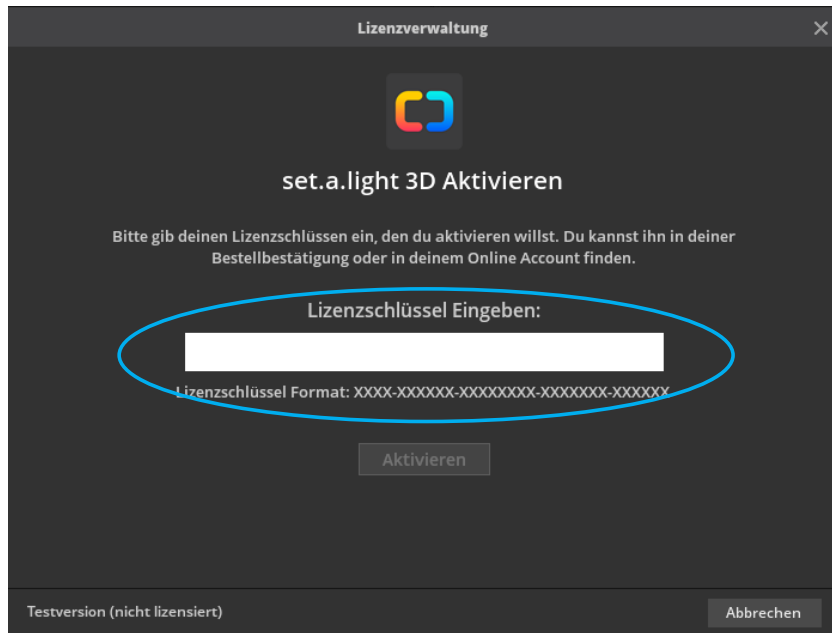 Lizenzverwaltung
set.a.light 3D Aktivieren
Bitte gib deinen Lizenzschlüssen ein, den du aktivieren willst. Du kannst ihn in deiner
Bestellbestätigung oder in deinem Online Account finden.
Lizenzschlüssel Eingeben:
Lizenzschlüssel Format: XXXX-XXXXXX-XXXXXXXX-XXXXXXX-XXXXXX
Aktivieren
Testversion (nicht lizensiert)
Abbrechen